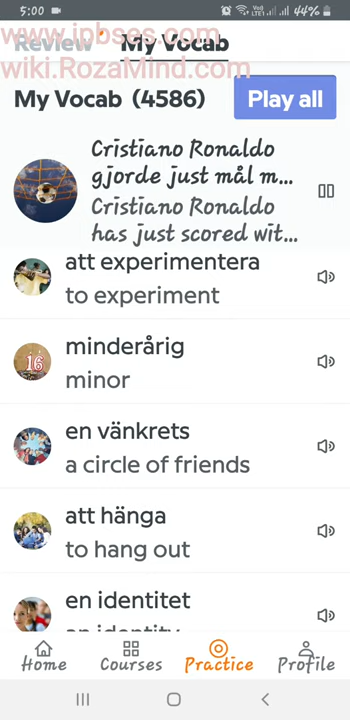 5:00
44%
www.ipbses.com
Review
My Vocab
wiki.RozaMind.com
My Vocab (4586)
Play all
Cristiano Ronaldo
gjorde just mål m...
Cristiano Ronaldo
has just scored wit...
att experimentera
to experiment
16
minderårig
minor
en vänkrets
a circle of friends
att hänga
to hang out
en identitet
an identity
Home
Courses
Practice
Profile